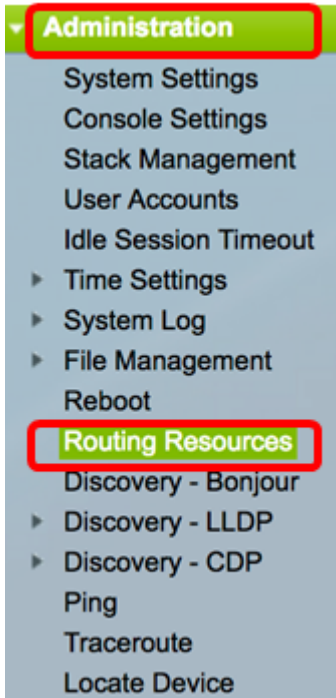 Administration
System Settings
Console Settings
Stack Management
User Accounts
Idle Session Timeout
Time Settings
System Log
File Management
Reboot
Routing Resources
Discovery - Bonjour
Discovery - LLDP
Discovery - CDP
Ping
Traceroute
Locate Device